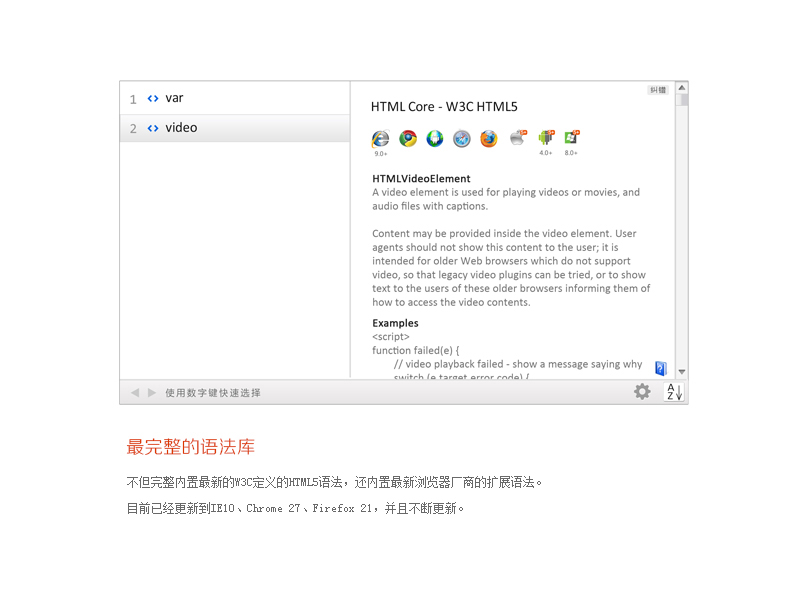 1 <> var
2 <> video
纠错
HTML Core - W3C HTML5
9.0+ 4.0+ 8.0+
HTMLVideoElement
A video element is used for playing videos or movies, and
audio files with captions.
Content may be provided inside the video element. User
agents should not show this content to the user; it is
intended for older Web browsers which do not support
video, so that legacy video plugins can be tried, or to show
text to the users of these older browsers informing them of
how to access the video contents.
Examples
<script>
function failed(e) {
// video playback failed - show a message saying why
switch (e.target.error.code) {
使用数字键快速选择
A
Z
最完整的语法库
不但完整内置最新的W3C定义的HTML5语法，还内置最新浏览器厂商的扩展语法。
目前已经更新到IE10、Chrome 27、Firefox 21，并且不断更新。